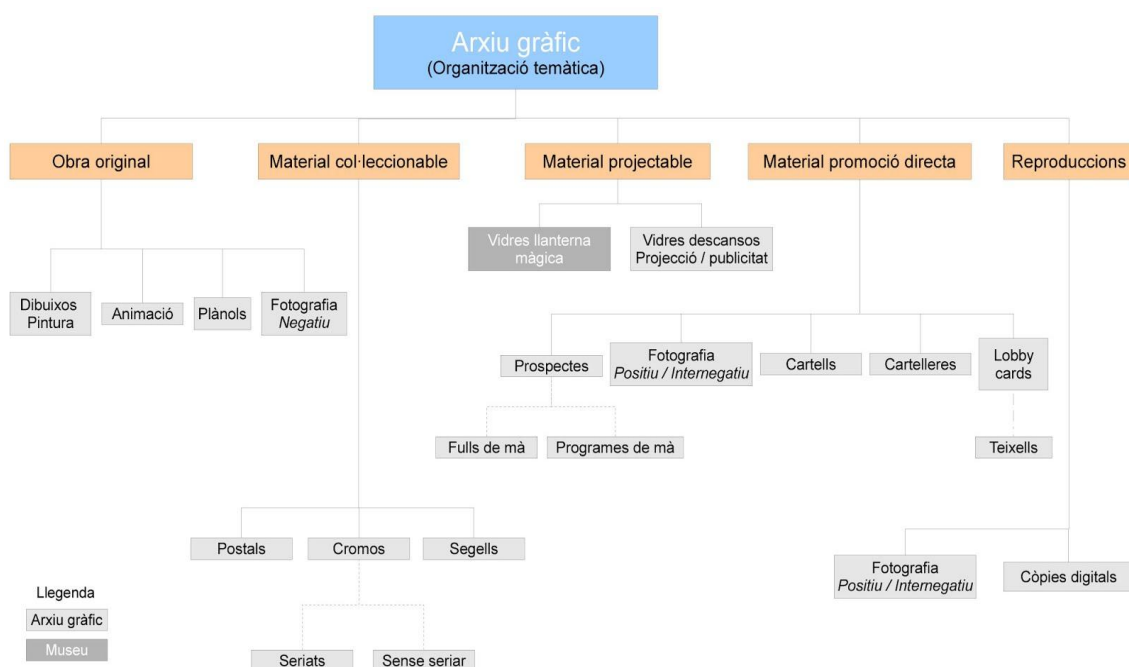 Arxiu gràfic
(Organització temàtica)
Obra original
Material col·leccionable
Material projectable
Material promoció directa
Reproduccions
Vidres llanterna
màgica
Vidres descansos
Projecció / publicitat
Dibuixos
Pintura
Animació
Plànols
Fotografia
Negatiu
Prospectes
Fotografia
Positiu / Internegatiu
Cartells
Cartelleres
Lobby
cards
Fulls de mà
Programes de mà
Teixells
Postals
Cromos
Segells
Fotografia
Positiu / Internegatiu
Còpies digitals
Llegenda
Arxiu gràfic
Museu
Seriats
Sense seriar